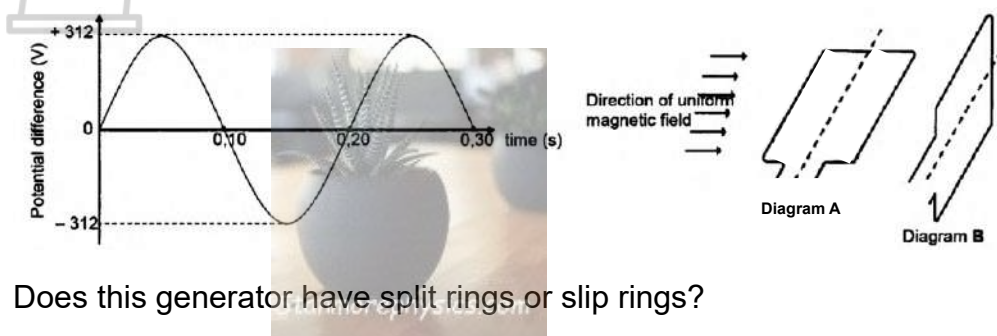 + 312
Potential difference (V)
0
0,10
0,20
0,30
time (s)
– 312
Direction of uniform
magnetic field
Diagram A
Diagram B
Does this generator have split rings or slip rings?